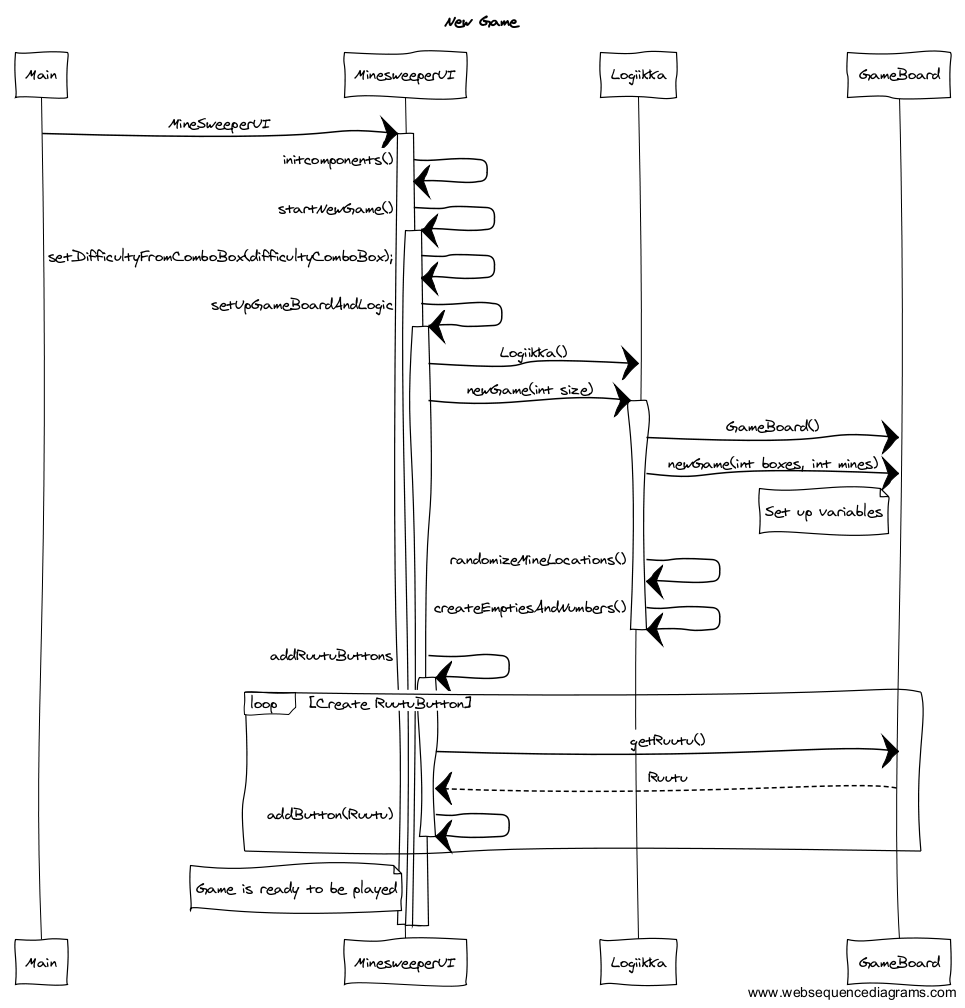 New Game
Main
MinesweeperUI
Logiikka
GameBoard
MineSweeperUI
initcomponents()
startNewGame()
setDifficultyFromComboBox(difficultyComboBox);
setUpGameBoardAndLogic
Logiikka()
newGame(int size)
GameBoard()
newGame(int boxes, int mines)
Set up variables
randomizeMineLocations()
createEmptiesAndNumbers()
addRuutuButtons
loop [Create RuutuButton]
getRuutu()
Ruutu
addButton(Ruutu)
Game is ready to be played
Main
MinesweeperUI
Logiikka
GameBoard
www.websequencediagrams.com